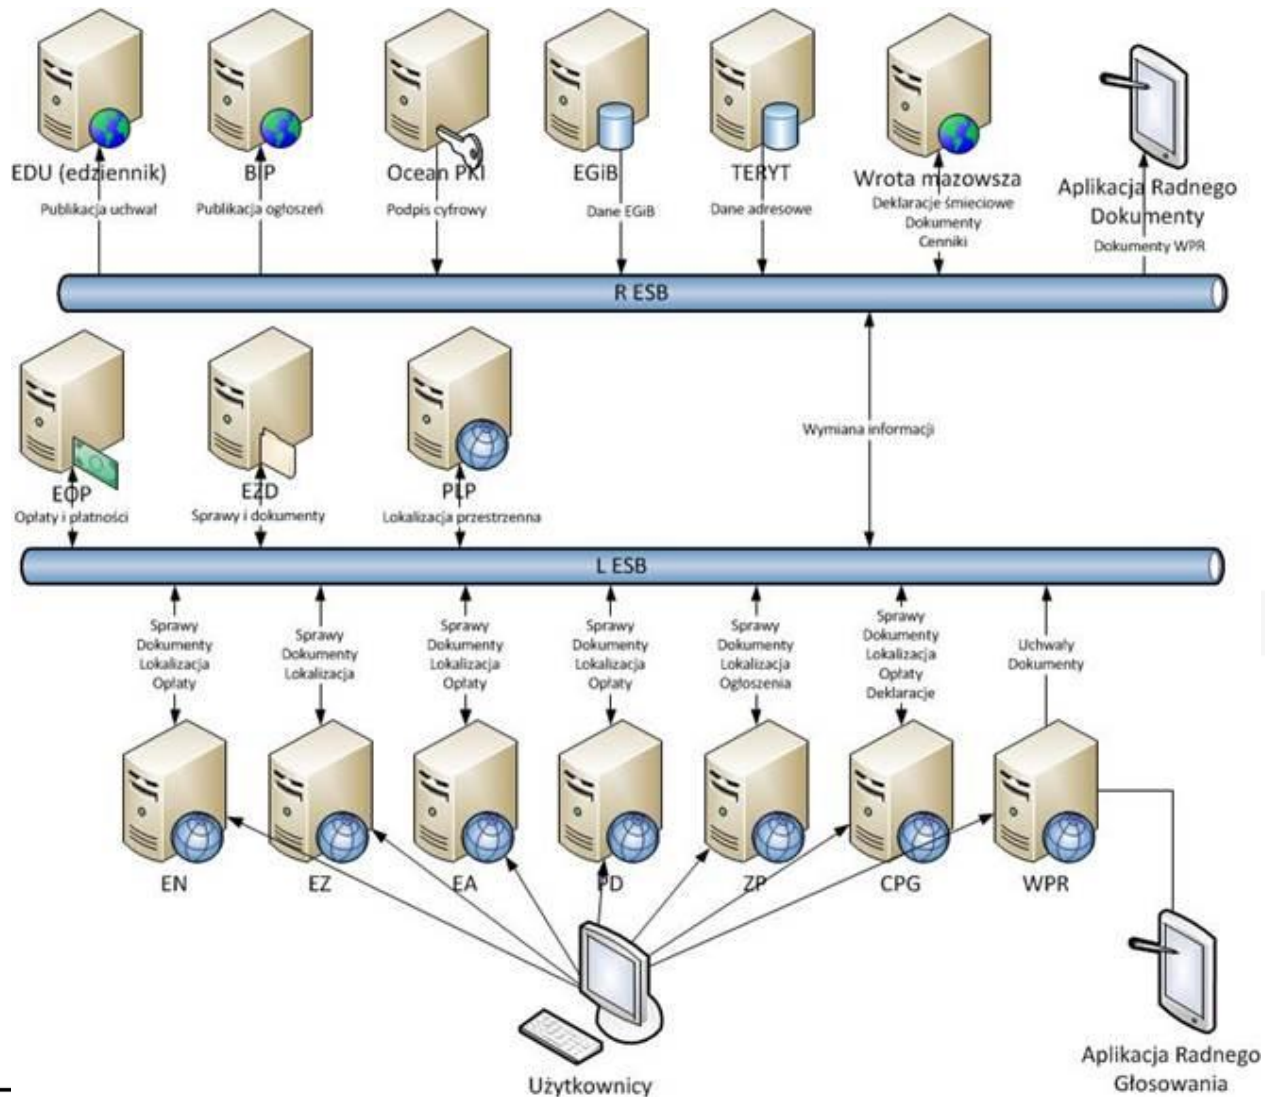 EDU (edziennik)
Publikacja uchwał
BIP
Publikacja ogłoszeń
Ocean PKI
Podpis cyfrowy
EGiB
Dane EGiB
TERYT
Dane adresowe
Wrota mazowsza
Deklaracje śmieciowe
Dokumenty
Cenniki
Aplikacja Radnego
Dokumenty
Dokumenty WPR
R ESB
EOP
Opłaty i płatności
EZD
Sprawy i dokumenty
PLP
Lokalizacja przestrzenna
Wymiana informacji
L ESB
Sprawy
Dokumenty
Lokalizacja
Opłaty
Sprawy
Dokumenty
Lokalizacja
Sprawy
Dokumenty
Lokalizacja
Opłaty
Sprawy
Dokumenty
Lokalizacja
Opłaty
Sprawy
Dokumenty
Lokalizacja
Ogłoszenia
Sprawy
Dokumenty
Lokalizacja
Opłaty
Deklaracje
Uchwały
Dokumenty
EN
EZ
EA
PD
ZP
CPG
WPR
Użytkownicy
Aplikacja Radnego
Głosowania